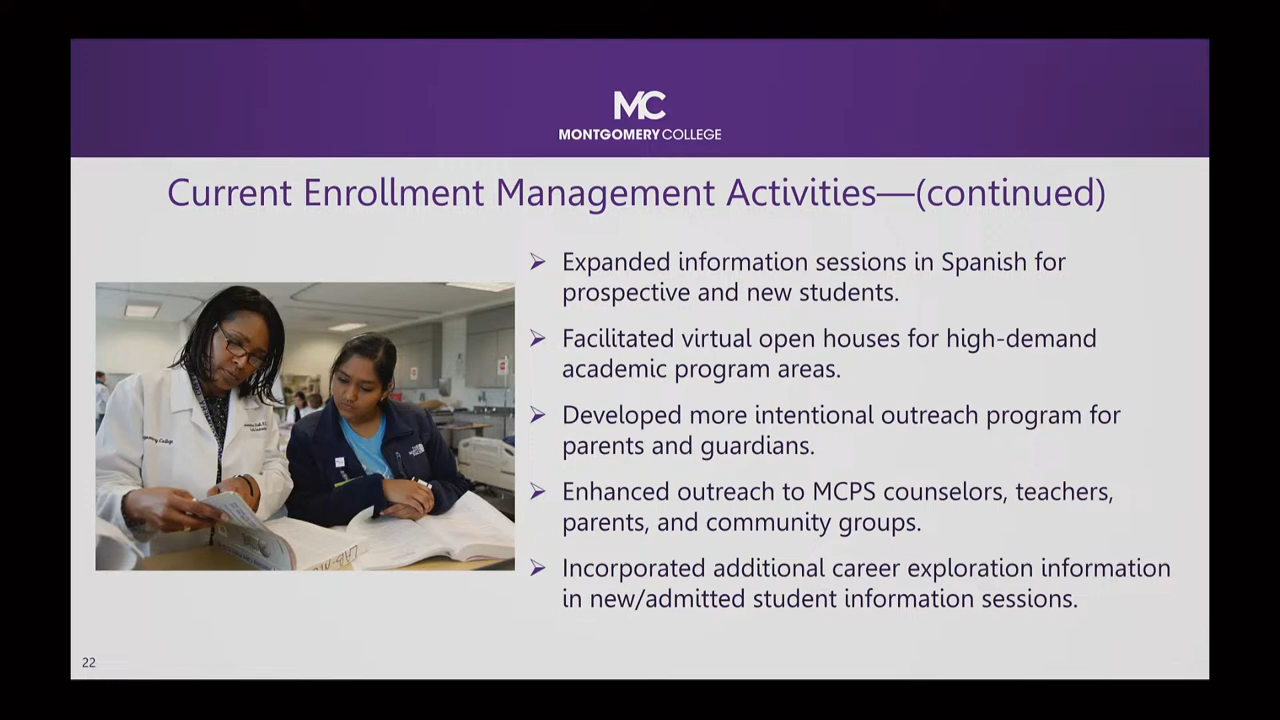 MC
MONTGOMERY COLLEGE
Current Enrollment Management Activities—(continued)
Expanded information sessions in Spanish for
prospective and new students.
Facilitated virtual open houses for high-demand
academic program areas.
Developed more intentional outreach program for
parents and guardians.
Enhanced outreach to MCPS counselors, teachers,
parents, and community groups.
Incorporated additional career exploration information
in new/admitted student information sessions.
22